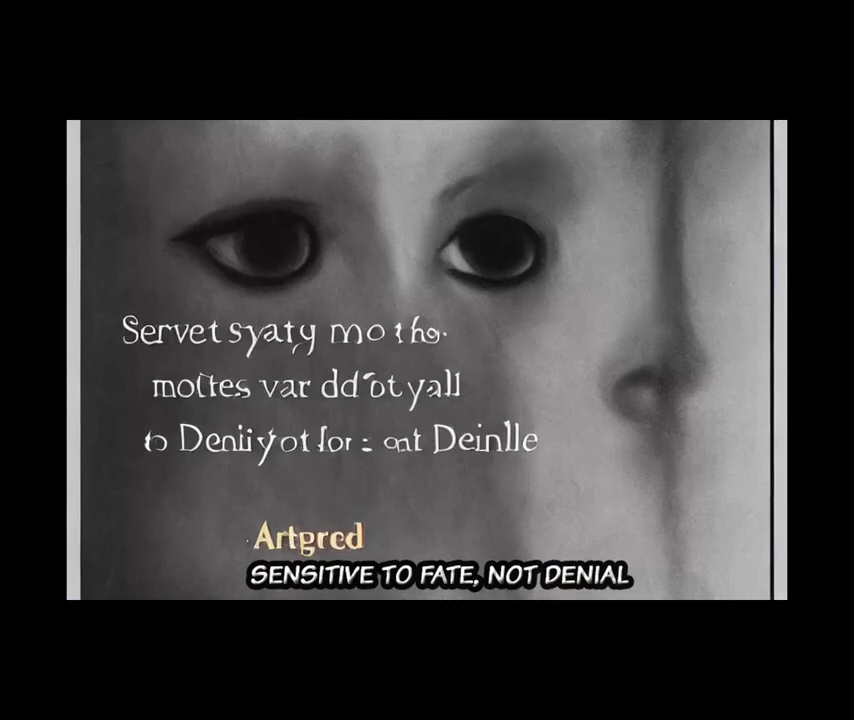 Servet syaty mo tho.
moltes var dd'ot yall
to Deniiyot for : oat Deinlle
Artgred
SENSITIVE TO FATE, NOT DENIAL